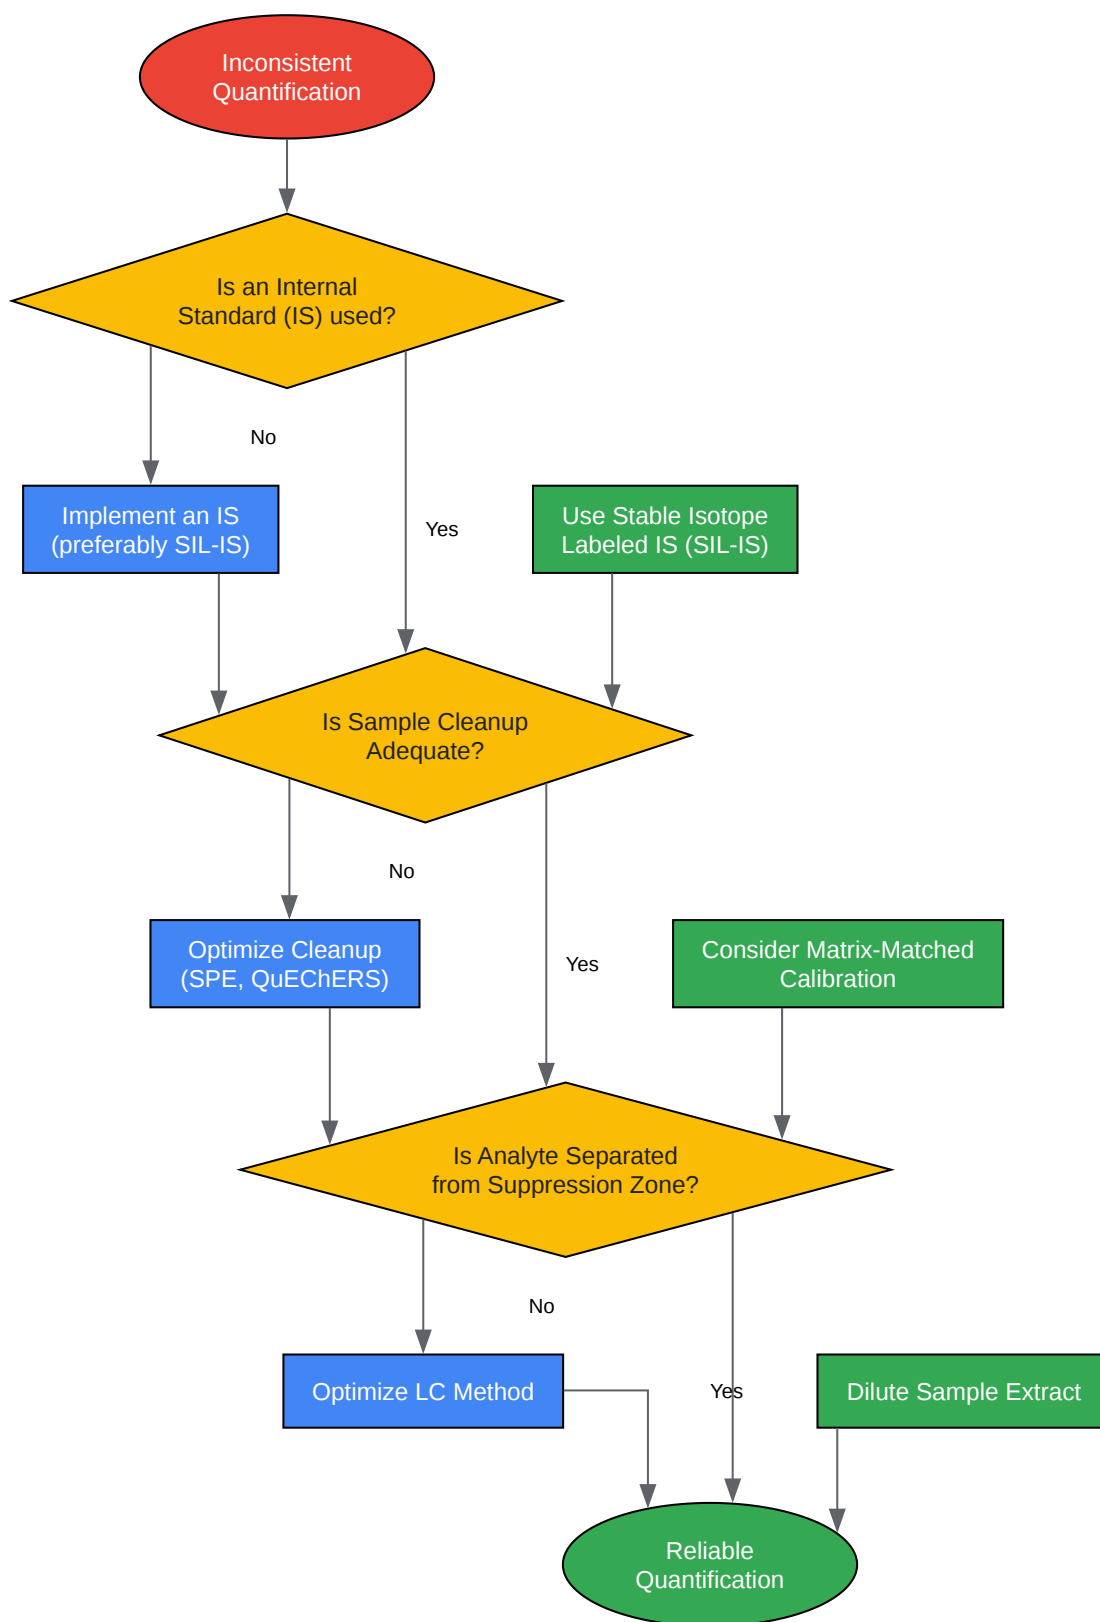 Inconsistent
Quantification
Is an Internal
Standard (IS) used?
No
Implement an IS
(preferably SIL-IS)
Yes
Use Stable Isotope
Labeled IS (SIL-IS)
Is Sample Cleanup
Adequate?
No
Optimize Cleanup
(SPE, QuEChERS)
Yes
Consider Matrix-Matched
Calibration
Is Analyte Separated
from Suppression Zone?
No
Optimize LC Method
Yes
Dilute Sample Extract
Reliable
Quantification